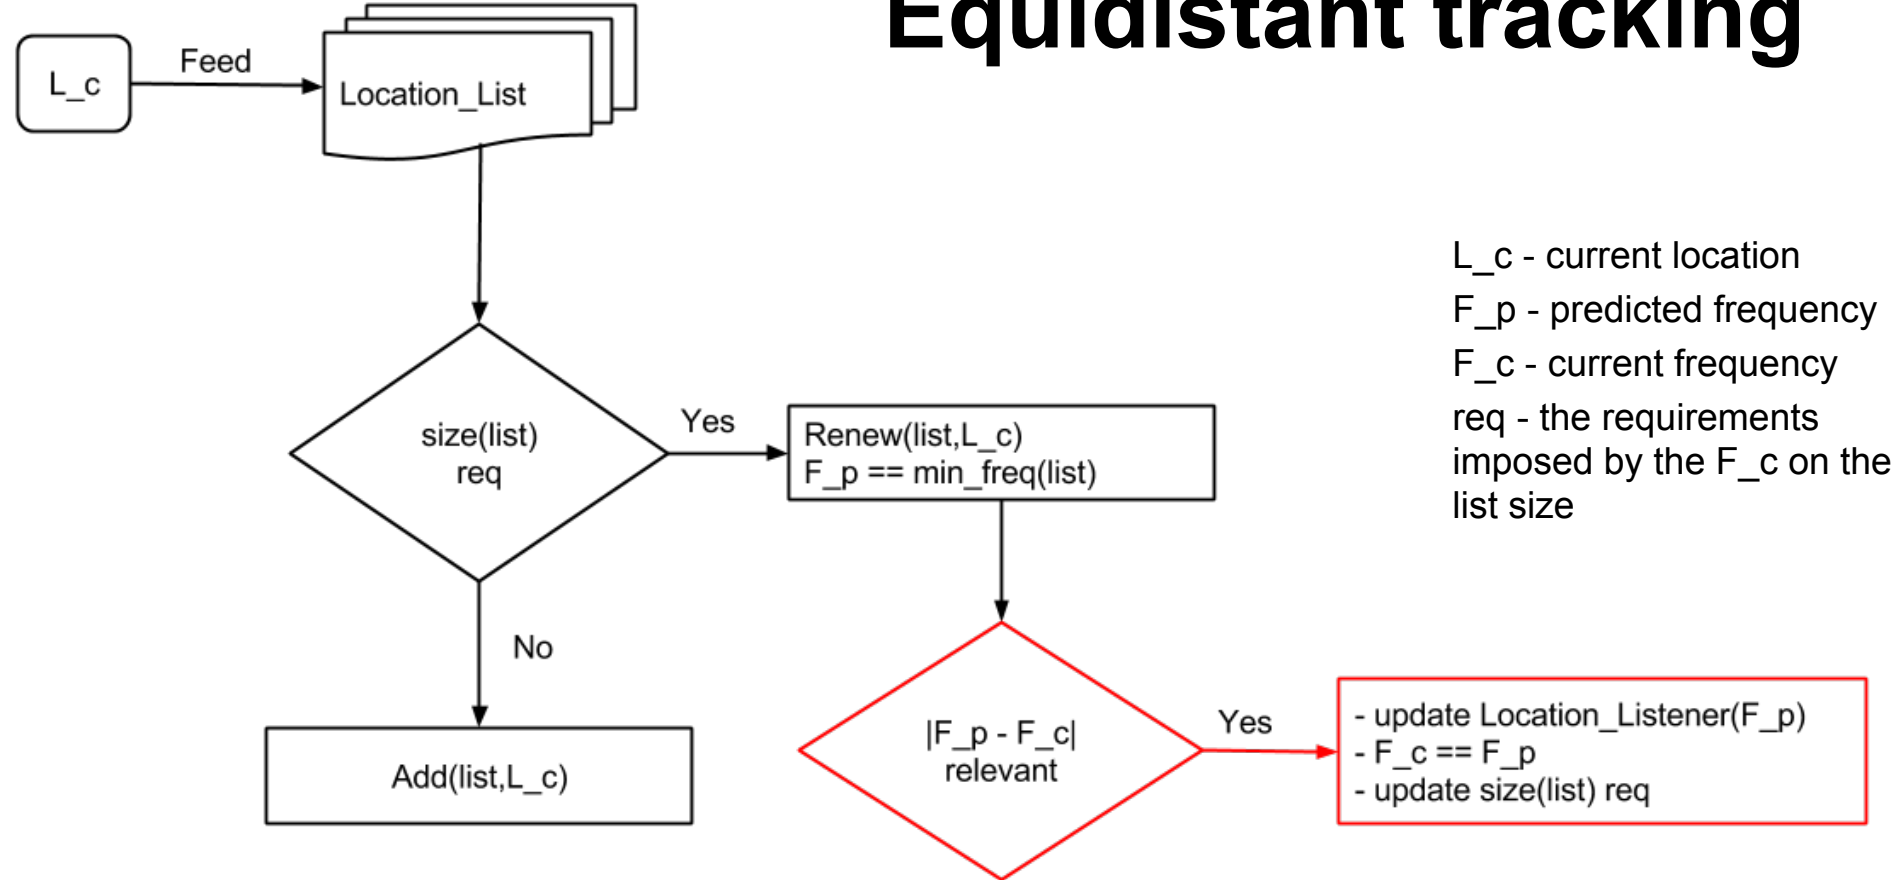 Equidistant tracking
L_c
Feed
Location_List
L_c - current location
F_p - predicted frequency
F_c - current frequency
req - the requirements
imposed by the F_c on the
list size
size(list)
req
Yes
Renew(list,L_c)
F_p == min_freq(list)
No
Add(list,L_c)
|F_p - F_c|
relevant
Yes
- update Location_Listener(F_p)
- F_c == F_p
- update size(list) req